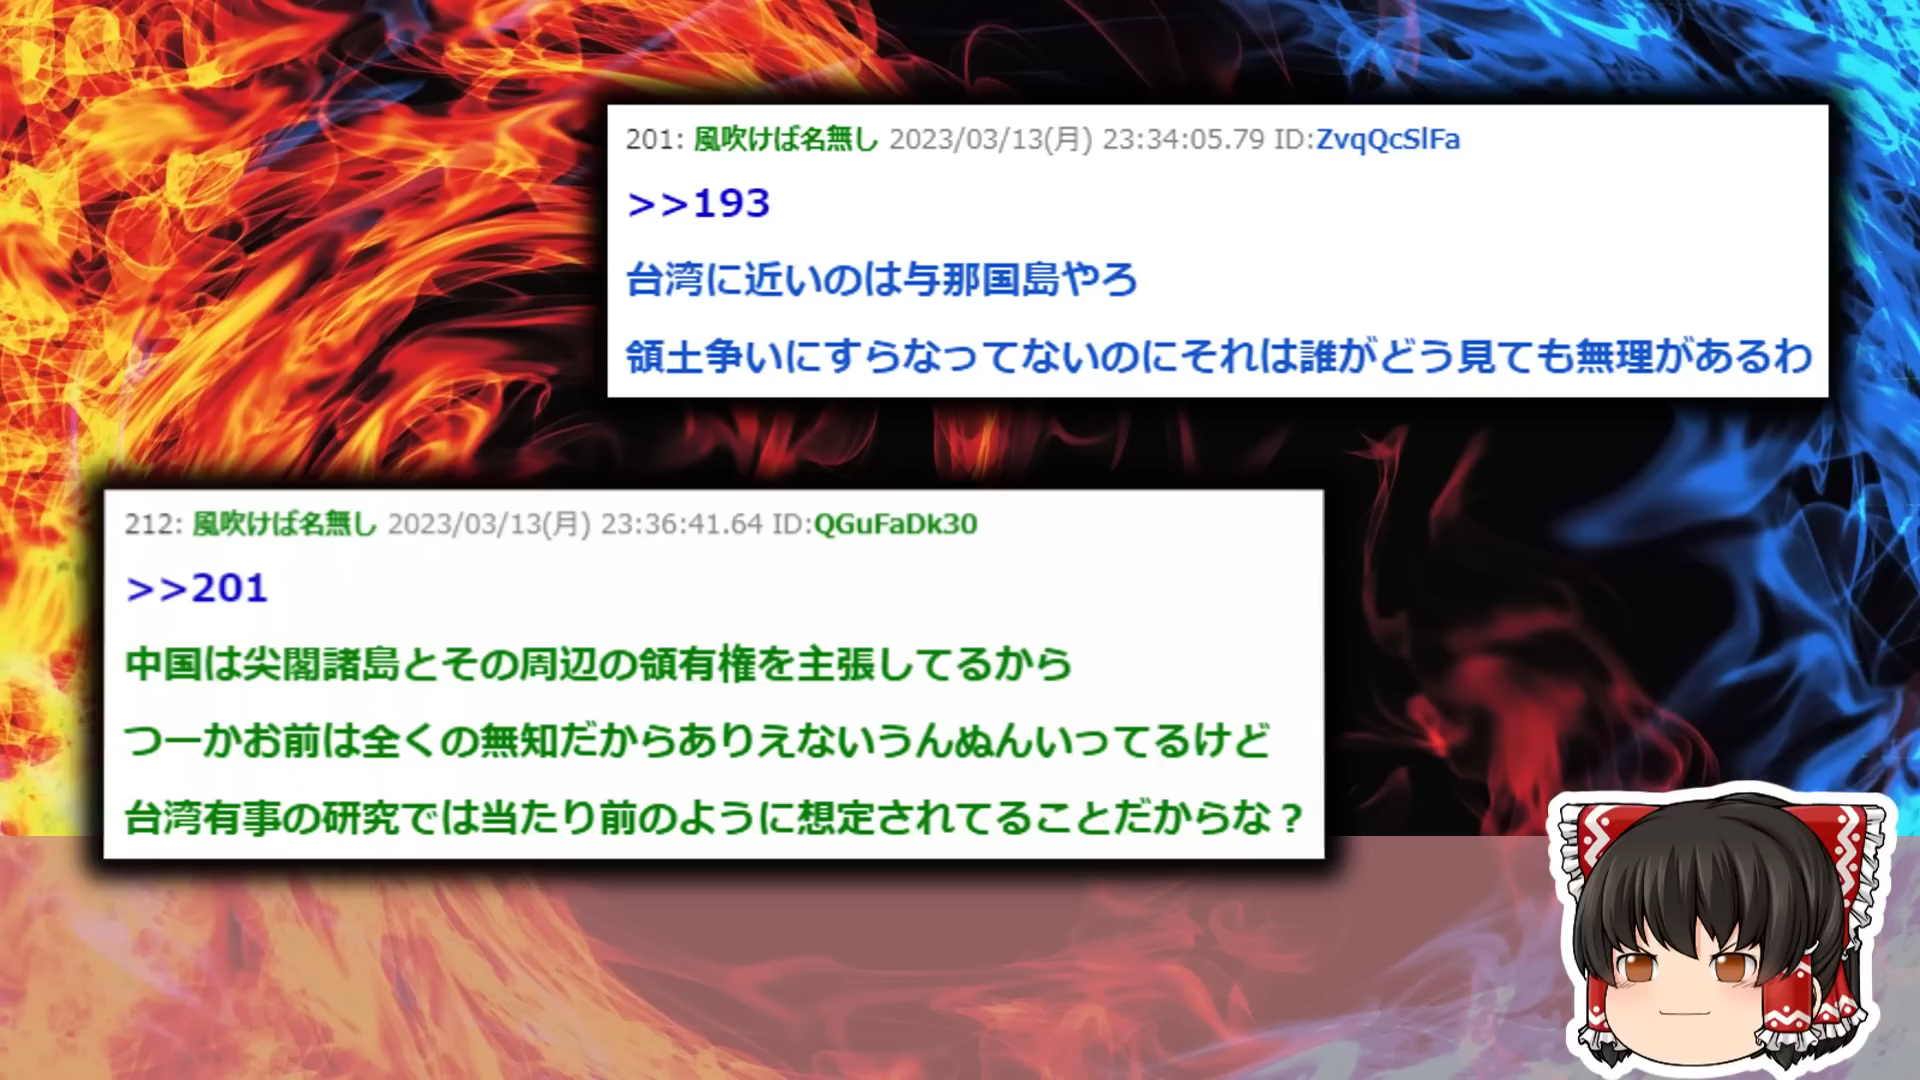 201: 風吹けば名無し 2023/03/13(月) 23:34:05.79 ID:ZvqQcSlFa
>>193
台湾に近いのは与那国島やろ
領土争いにすらなってないのにそれは誰がどう見ても無理があるわ
212: 風吹けば名無し 2023/03/13(月) 23:36:41.64 ID:QGuFaDk30
>>201
中国は尖閣諸島とその周辺の領有権を主張してるから
つーかお前は全くの無知だからありえないうんぬんいってるけど
台湾有事の研究では当たり前のように想定されてることだからな？